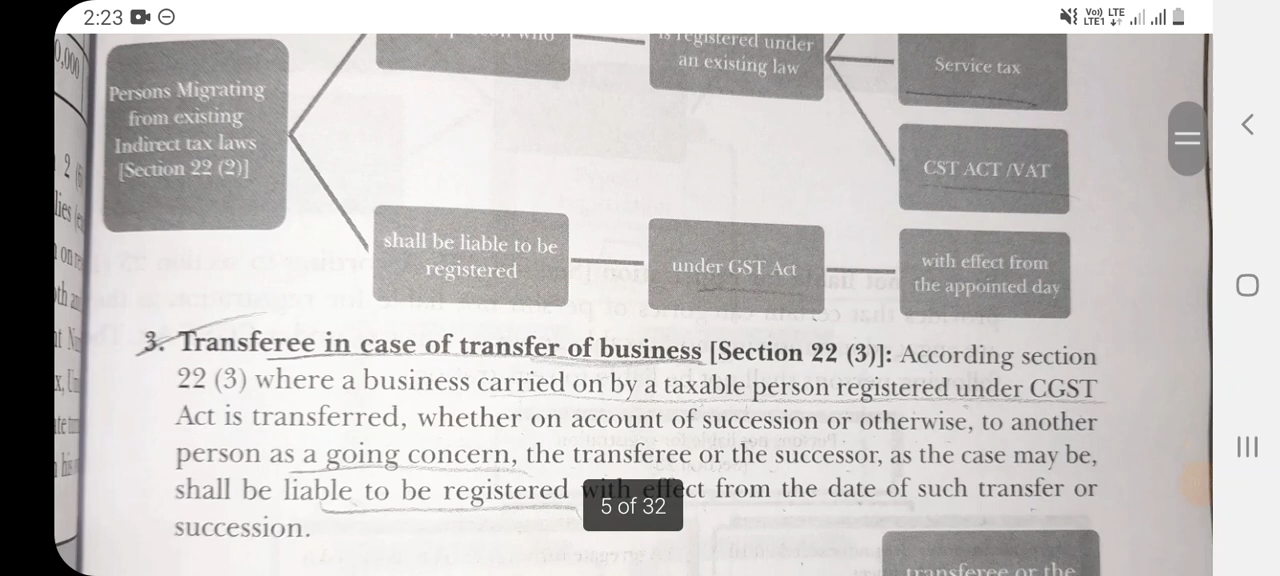 2:23
Vo)) LTE
LTE1
0,000
is registered under
an existing law
Service tax
Persons Migrating
from existing
Indirect tax laws
[Section 22 (2)]
CST ACT /VAT
shall be liable to be
registered
under GST Act
with effect from
the appointed day
3. Transferee in case of transfer of business [Section 22 (3)]: According section
22 (3) where a business carried on by a taxable person registered under CGST
Act is transferred, whether on account of succession or otherwise, to another
person as a going concern, the transferee or the successor, as the case may be,
shall be liable to be registered with effect from the date of such transfer or
succession.
5 of 32
transferee or the